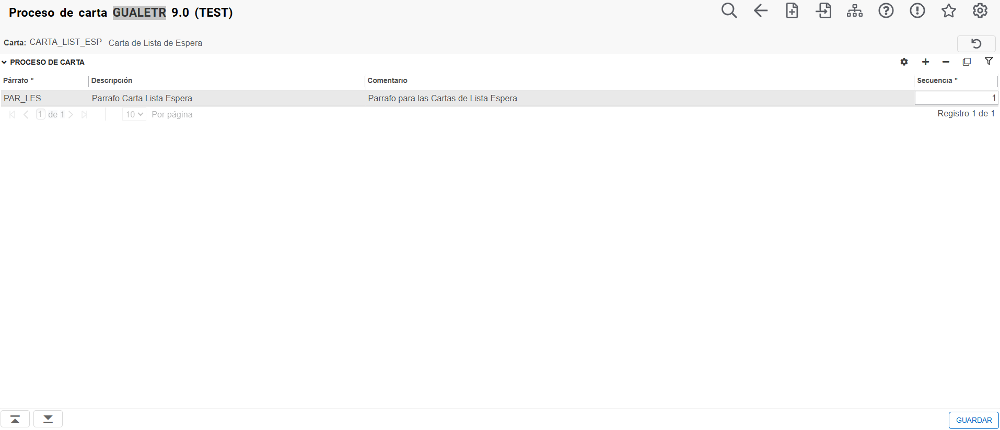 Proceso de carta GUALETR 9.0 (TEST)
Carta: CARTA_LIST_ESP Carta de Lista de Espera
PROCESO DE CARTA
Párrafo * Descripción Comentario Secuencia *
PAR_LES Parrafo Carta Lista Espera Parrafo para las Cartas de Lista Espera 1
1 de 1 10 Por página Registro 1 de 1
GUARDAR